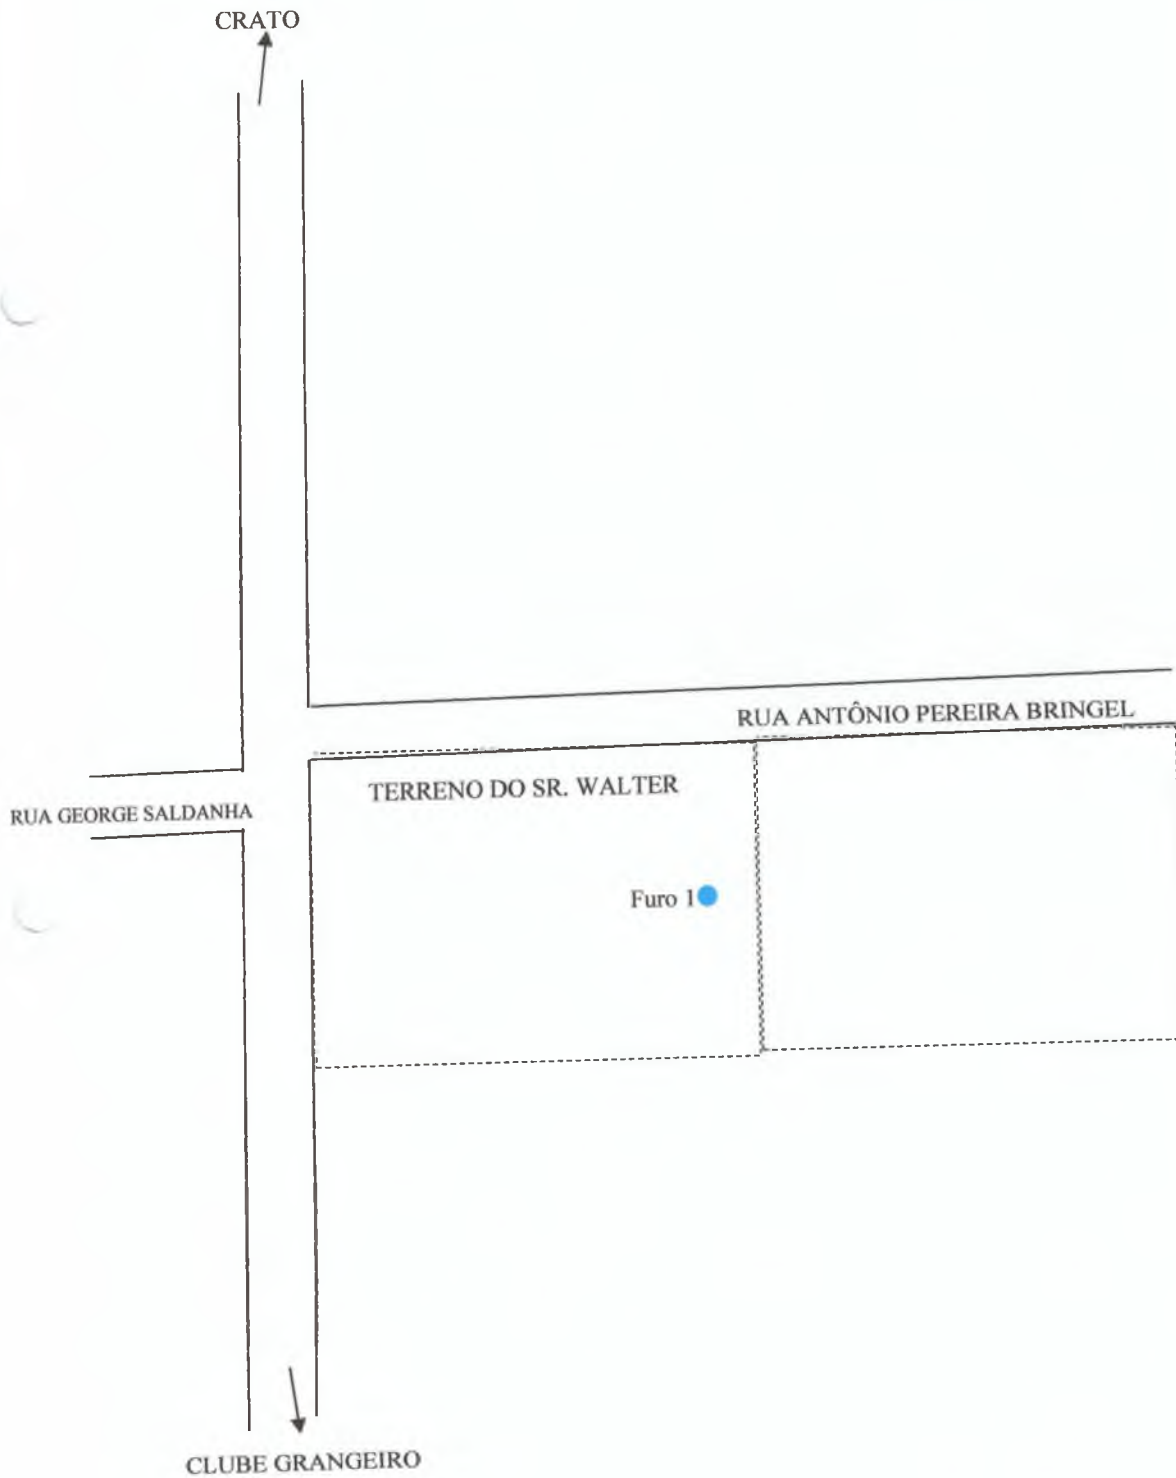 CRATO
RUA ANTÔNIO PEREIRA BRINGEL
TERRENO DO SR. WALTER
RUA GEORGE SALDANHA
Furo 1
CLUBE GRANGEIRO